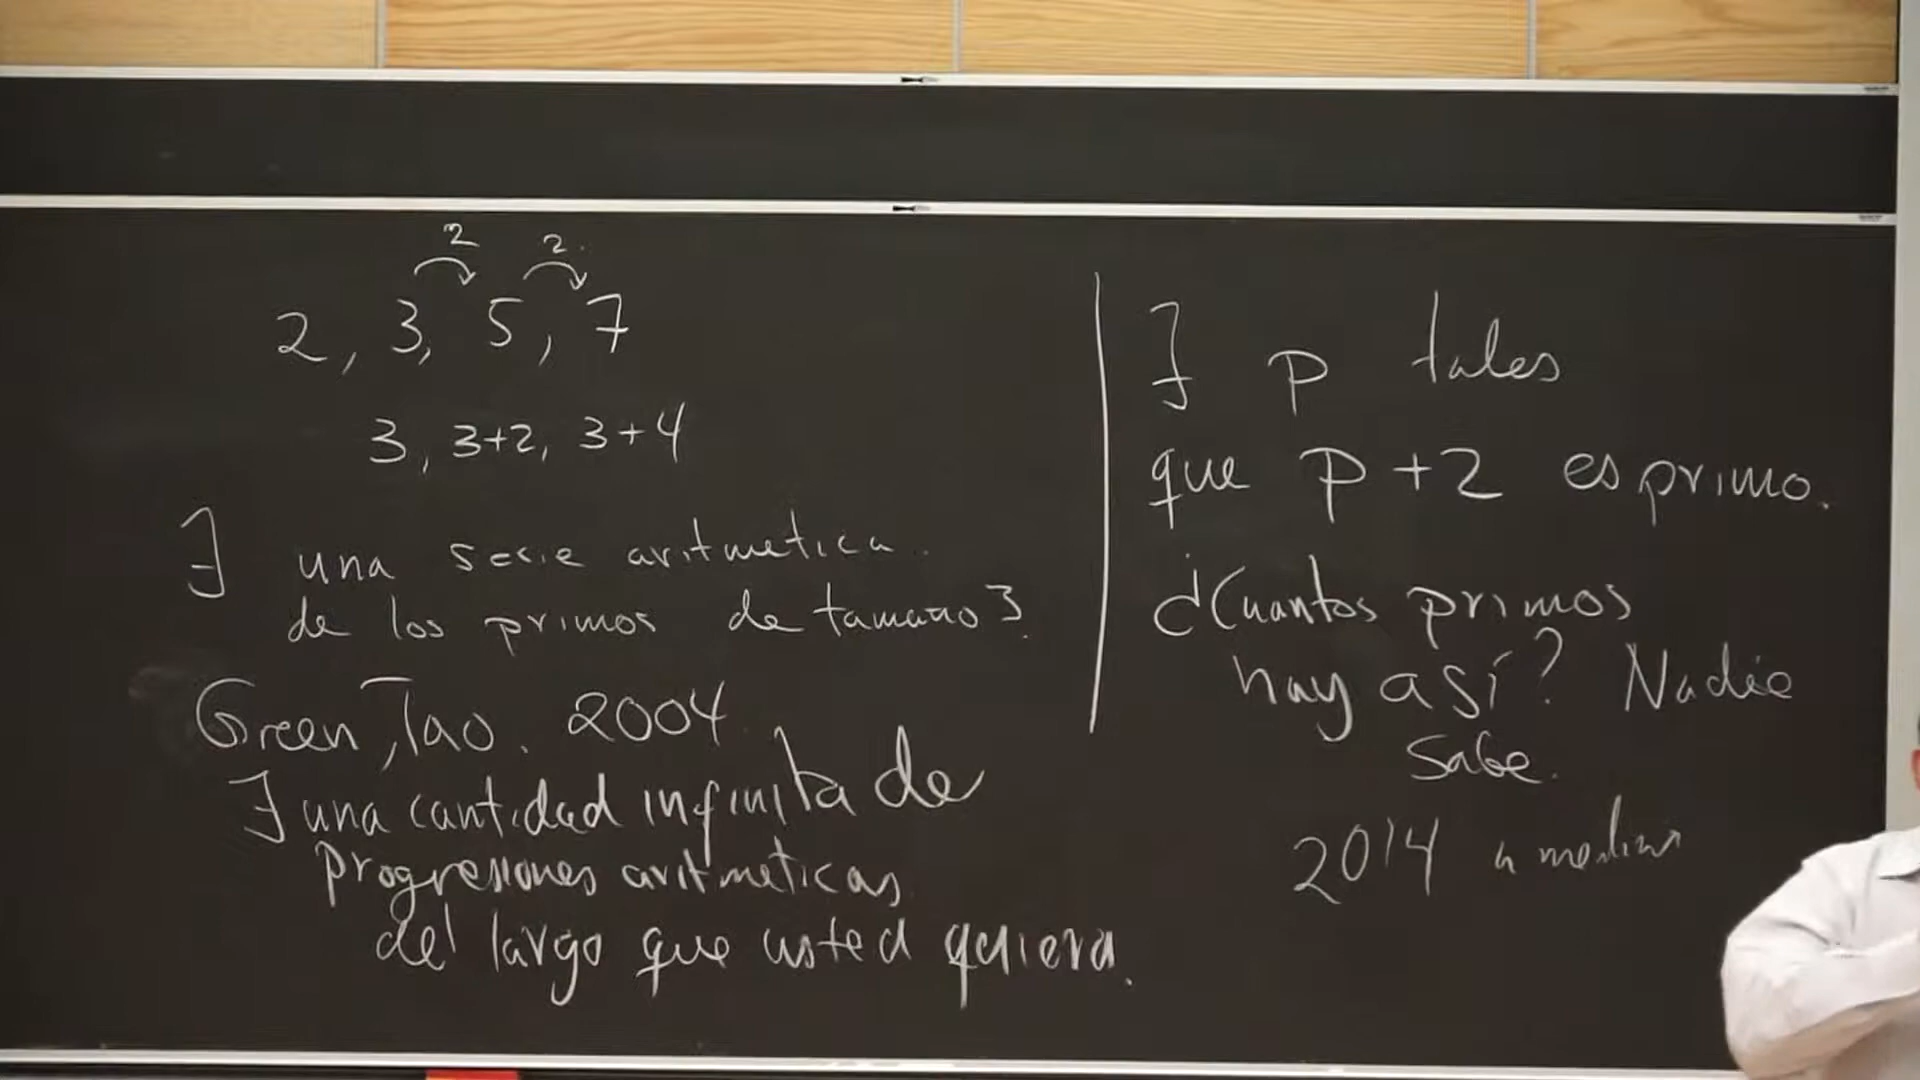 2 2
2, 3, 5, 7
3, 3+2, 3+4
∃ una serie aritmetica
de los primos de tamaño 3.
Green, Tao. 2004
∃ una cantidad infinita de
progresiones aritmeticas
del largo que usted quiera.
∃ p tales
que p+2 es primo.
¿Cuantos primos
hay así? Nadie
sabe.
2014 a medias